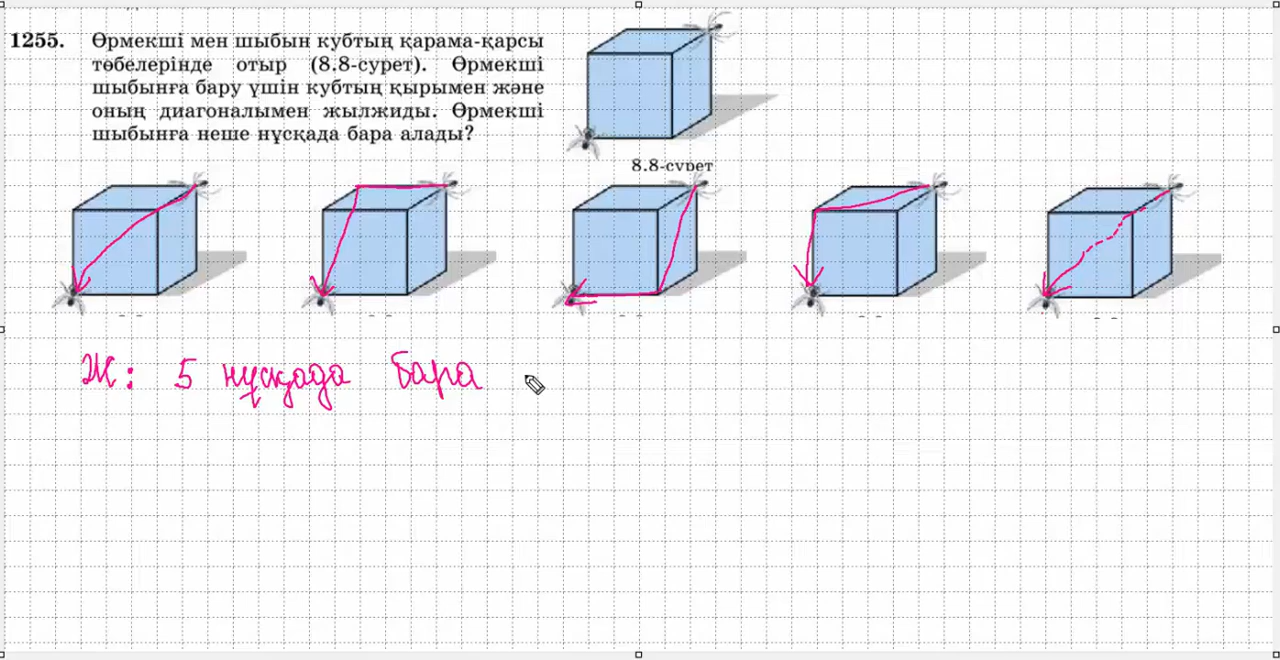 1255. Өрмекші мен шыбын кубтың қарама-қарсы
төбелерінде отыр (8.8-сурет). Өрмекші
шыбынға бару үшін кубтың қырымен және
оның диагоналымен жылжиды. Өрмекші
шыбынға неше нұсқада бара алады?
8.8-сурет
Ж: 5 нұсқада бара